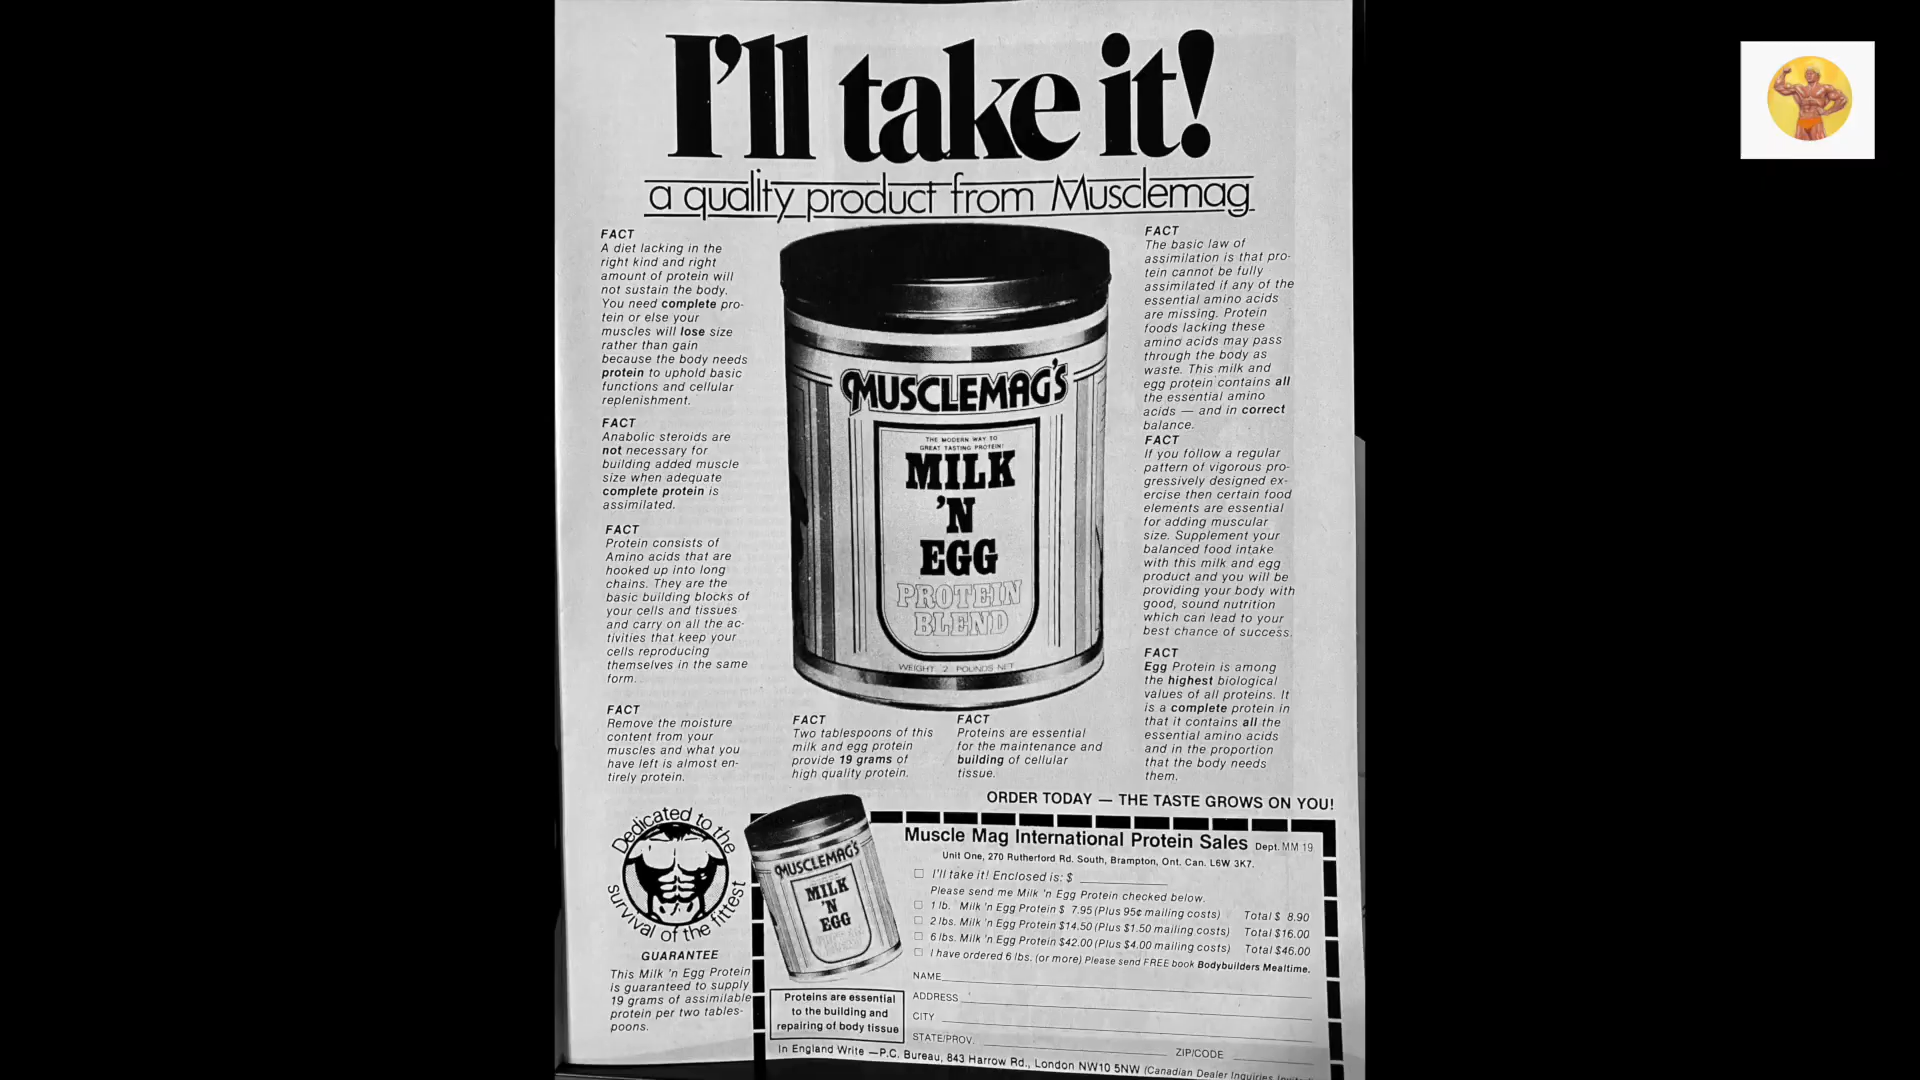 I'll take it!
a quality product from Musclemag
FACT
A diet lacking in the
right kind and right
amount of protein will
not sustain the body.
You need complete pro-
tein or else your
muscles will lose size
rather than gain
because the body needs
protein to uphold basic
functions and cellular
replenishment.
FACT
Anabolic steroids are
not necessary for
building added muscle
size when adequate
complete protein is
assimilated.
FACT
Protein consists of
Amino acids that are
hooked up into long
chains. They are the
basic building blocks of
your cells and tissues
and carry on all the ac-
tivities that keep your
cells reproducing
themselves in the same
form.
FACT
Remove the moisture
content from your
muscles and what you
have left is almost en-
tirely protein.
MUSCLEMAG'S
THE MODERN WAY TO
GREAT TASTING PROTEIN!
MILK
'N
EGG
PROTEIN
BLEND
WEIGHT 2 POUNDS NET
FACT
Two tablespoons of this
milk and egg protein
provide 19 grams of
high quality protein.
FACT
Proteins are essential
for the maintenance and
building of cellular
tissue.
FACT
The basic law of
assimilation is that pro-
tein cannot be fully
assimilated if any of the
essential amino acids
are missing. Protein
foods lacking these
amino acids may pass
through the body as
waste. This milk and
egg protein contains all
the essential amino
acids — and in correct
balance.
FACT
If you follow a regular
pattern of vigorous pro-
gressively designed ex-
ercise then certain food
elements are essential
for adding muscular
size. Supplement your
balanced food intake
with this milk and egg
product and you will be
providing your body with
good, sound nutrition
which can lead to your
best chance of success.
FACT
Egg Protein is among
the highest biological
values of all proteins. It
is a complete protein in
that it contains all the
essential amino acids
and in the proportion
that the body needs
them.
ORDER TODAY — THE TASTE GROWS ON YOU!
Dedicated to the
survival of the fittest
GUARANTEE
This Milk 'n Egg Protein
is guaranteed to supply
19 grams of assimilable
protein per two tables-
poons.
MUSCLEMAG'S
MILK
'N
EGG
Proteins are essential
to the building and
repairing of body tissue
Muscle Mag International Protein Sales Dept. MM 19
Unit One, 270 Rutherford Rd. South, Brampton, Ont. Can. L6W 3K7.
I'll take it! Enclosed is: $
Please send me Milk 'n Egg Protein checked below.
1 lb. Milk 'n Egg Protein $ 7.95 (Plus 95¢ mailing costs) Total $ 8.90
2 lbs. Milk 'n Egg Protein $14.50 (Plus $1.50 mailing costs) Total $16.00
6 lbs. Milk 'n Egg Protein $42.00 (Plus $4.00 mailing costs) Total $46.00
I have ordered 6 lbs. (or more) Please send FREE book Bodybuilders Mealtime.
NAME
ADDRESS
CITY
STATE/PROV. ZIP/CODE
In England Write — P.C. Bureau, 843 Harrow Rd., London NW10 5NW (Canadian Dealer Inquiries